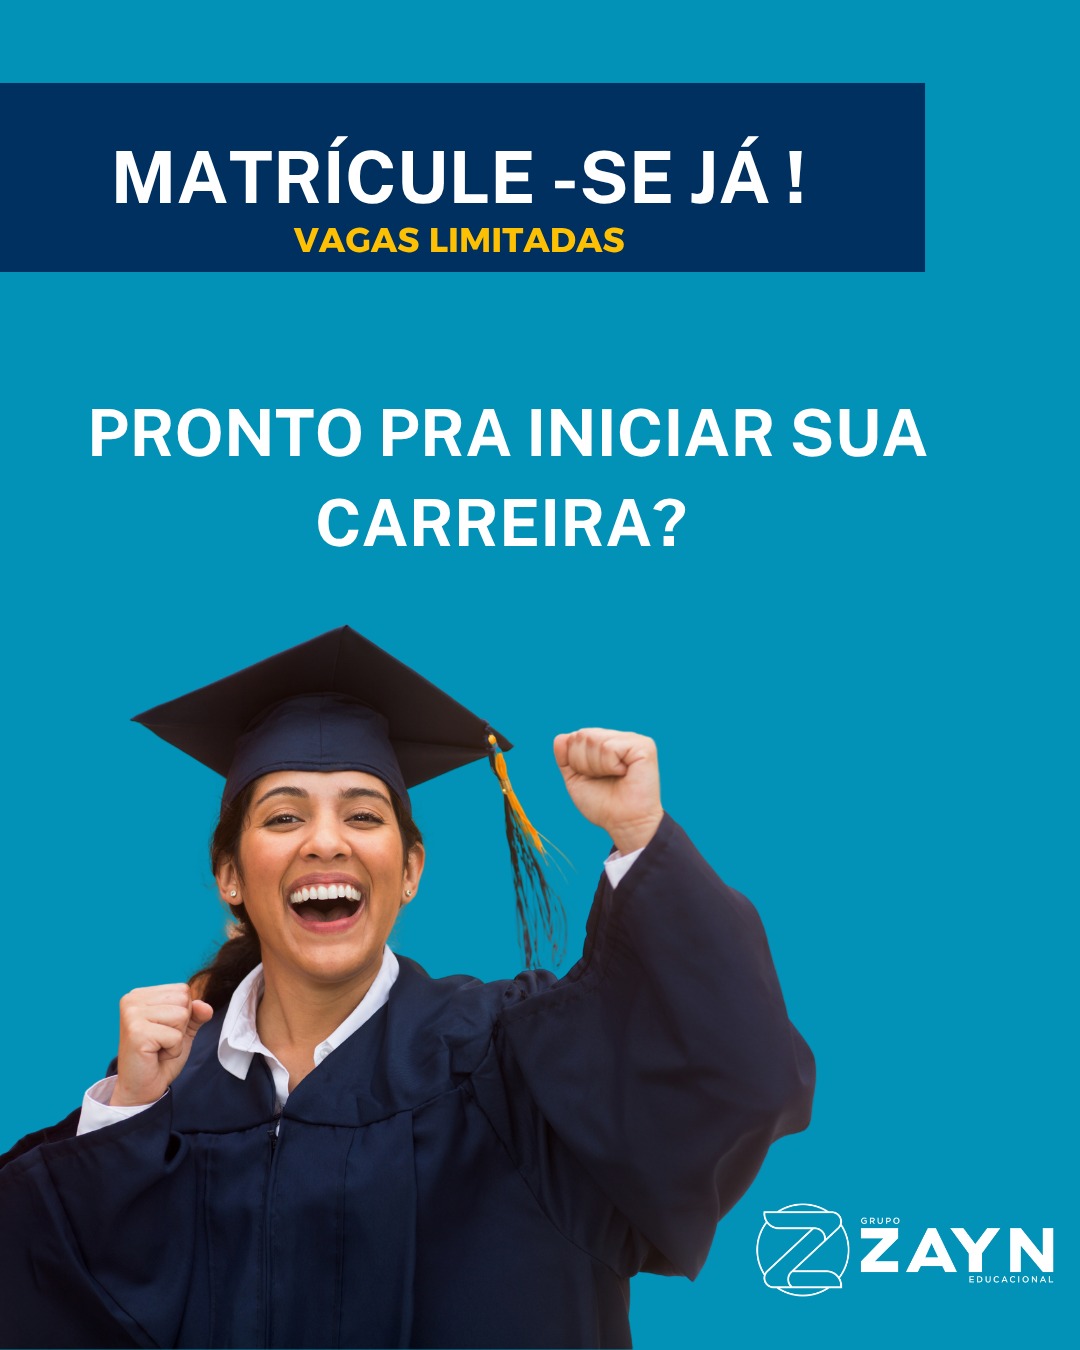 MATRÍCULE -SE JÁ !
VAGAS LIMITADAS
PRONTO PRA INICIAR SUA
CARREIRA?
GRUPO
ZAYN
EDUCACIONAL